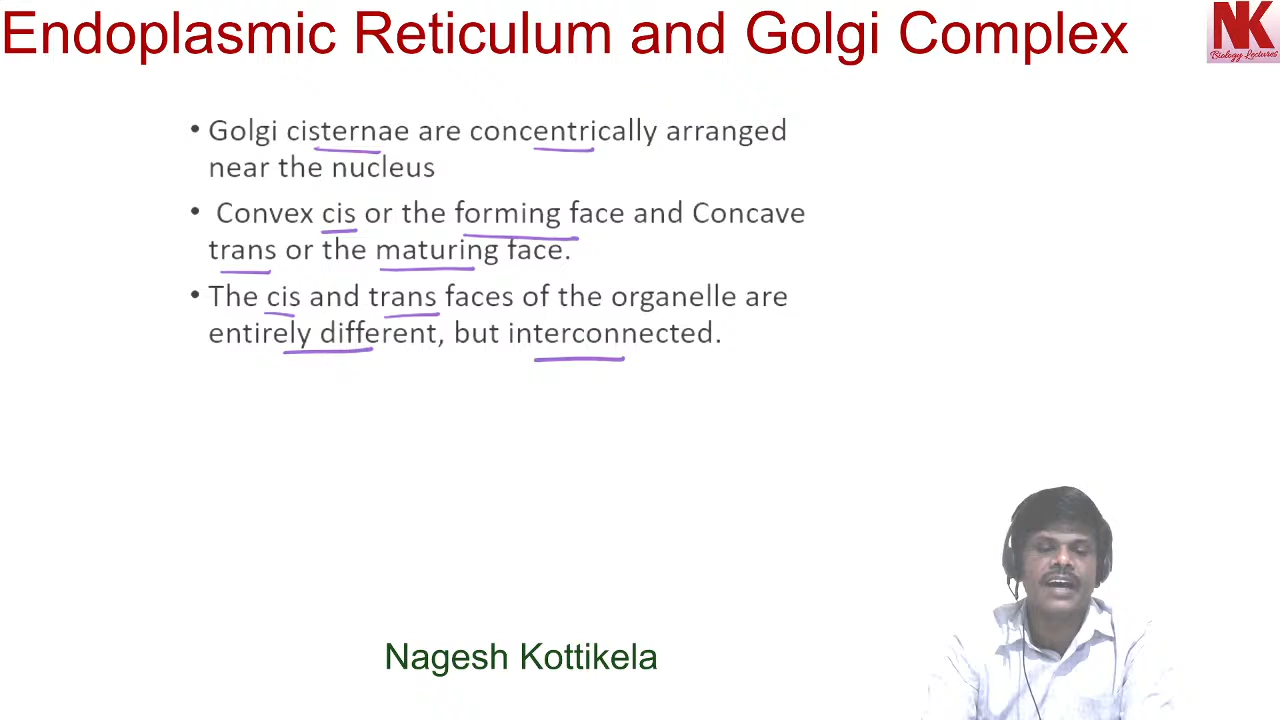 Endoplasmic Reticulum and Golgi Complex
NK
Biology Lectures
• Golgi cisternae are concentrically arranged
near the nucleus
• Convex cis or the forming face and Concave
trans or the maturing face.
• The cis and trans faces of the organelle are
entirely different, but interconnected.
Nagesh Kottikela